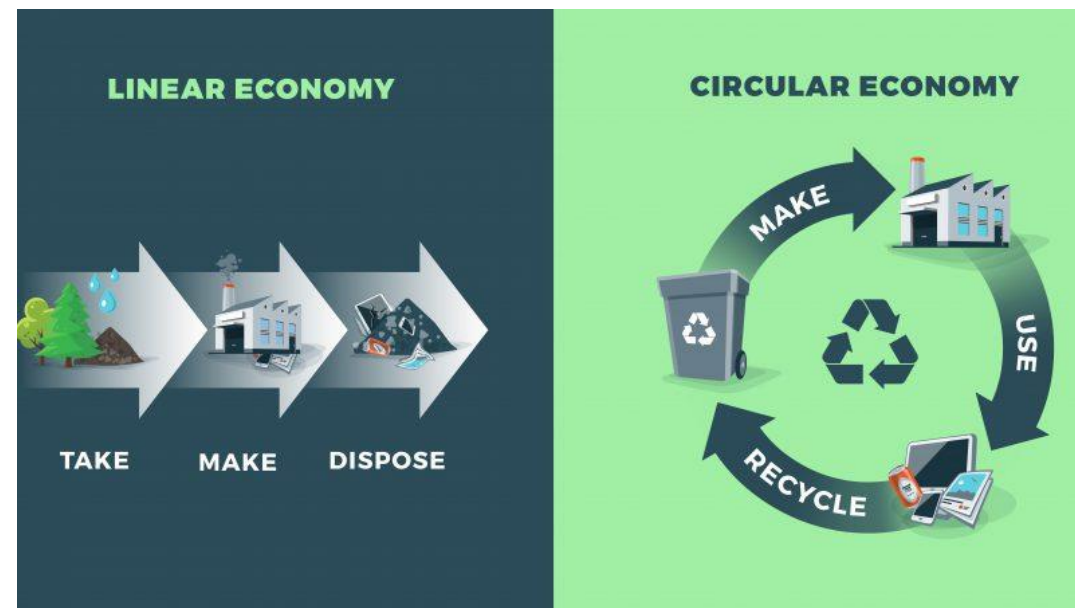 LINEAR ECONOMY
TAKE
MAKE
DISPOSE
CIRCULAR ECONOMY
MAKE
USE
RECYCLE